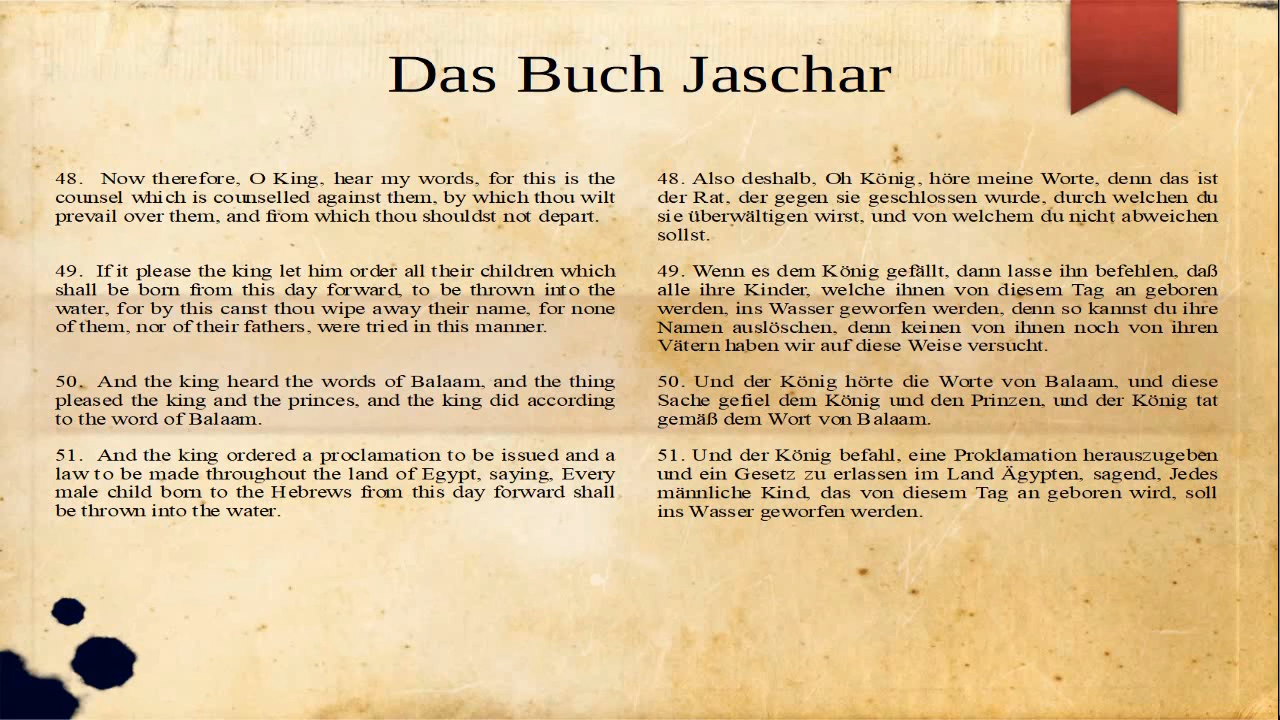 Das Buch Jaschar
48. Now therefore, O King, hear my words, for this is the
counsel which is counselled against them, by which thou wilt
prevail over them, and from which thou shouldst not depart.
49. If it please the king let him order all their children which
shall be born from this day forward, to be thrown into the
water, for by this canst thou wipe away their name, for none
of them, nor of their fathers, were tried in this manner.
50. And the king heard the words of Balaam, and the thing
pleased the king and the princes, and the king did according
to the word of Balaam.
51. And the king ordered a proclamation to be issued and a
law to be made throughout the land of Egypt, saying, Every
male child born to the Hebrews from this day forward shall
be thrown into the water.
48. Also deshalb, Oh König, höre meine Worte, denn das ist
der Rat, der gegen sie geschlossen wurde, durch welchen du
sie überwältigen wirst, und von welchem du nicht abweichen
sollst.
49. Wenn es dem König gefällt, dann lasse ihn befehlen, daß
alle ihre Kinder, welche ihnen von diesem Tag an geboren
werden, ins Wasser geworfen werden, denn so kannst du ihre
Namen auslöschen, denn keinen von ihnen noch von ihren
Vätern haben wir auf diese Weise versucht.
50. Und der König hörte die Worte von Balaam, und diese
Sache gefiel dem König und den Prinzen, und der König tat
gemäß dem Wort von Balaam.
51. Und der König befahl, eine Proklamation herauszugeben
und ein Gesetz zu erlassen im Land Ägypten, sagend, Jedes
männliche Kind, das von diesem Tag an geboren wird, soll
ins Wasser geworfen werden.